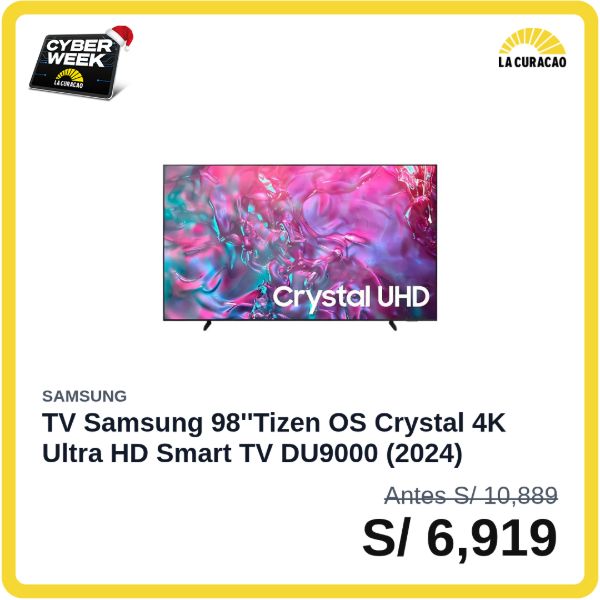 CYBER
WEEK
LA CURACAO
LA CURACAO
Crystal UHD
SAMSUNG
TV Samsung 98''Tizen OS Crystal 4K
Ultra HD Smart TV DU9000 (2024)
Antes S/ 10,889
S/ 6,919